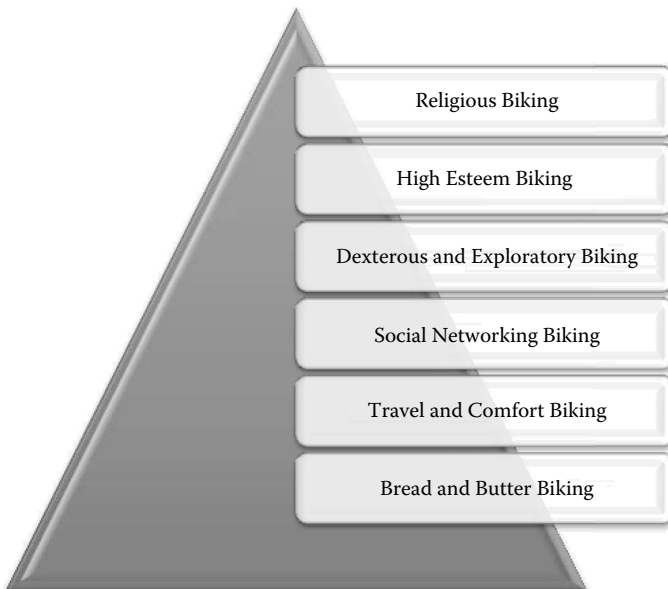 Religious Biking
High Esteem Biking
Dexterous and Exploratory Biking
Social Networking Biking
Travel and Comfort Biking
Bread and Butter Biking